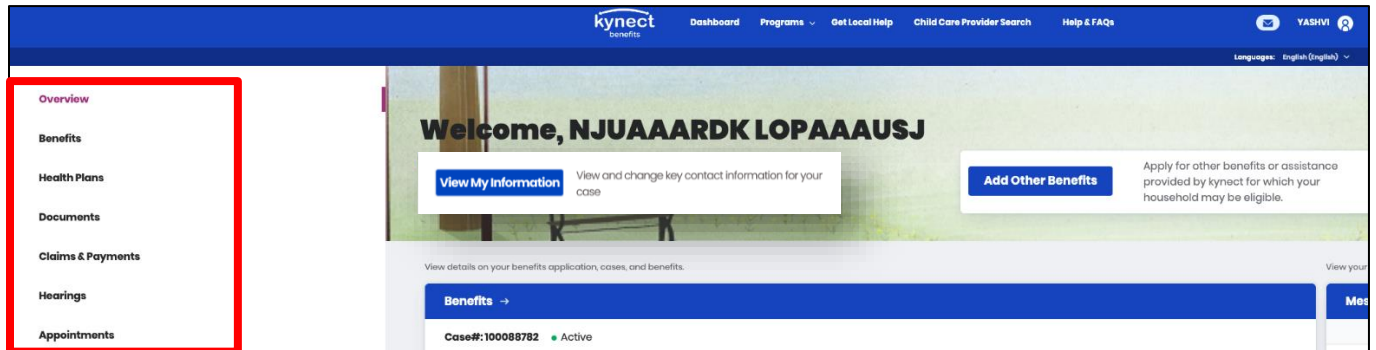 kynect
benefits
Dashboard Programs Get Local Help Child Care Provider Search Help & FAQs YASHVI
Languages: English (English)
Overview
Benefits
Health Plans
Documents
Claims & Payments
Hearings
Appointments
Welcome, NJUAAARDK LOPAAAUSJ
View My Information
View and change key contact information for your
case
Add Other Benefits
Apply for other benefits or assistance
provided by kynect for which your
household may be eligible.
View details on your benefits application, cases, and benefits.
View your
Benefits →
Mes
Case#: 100088782 • Active